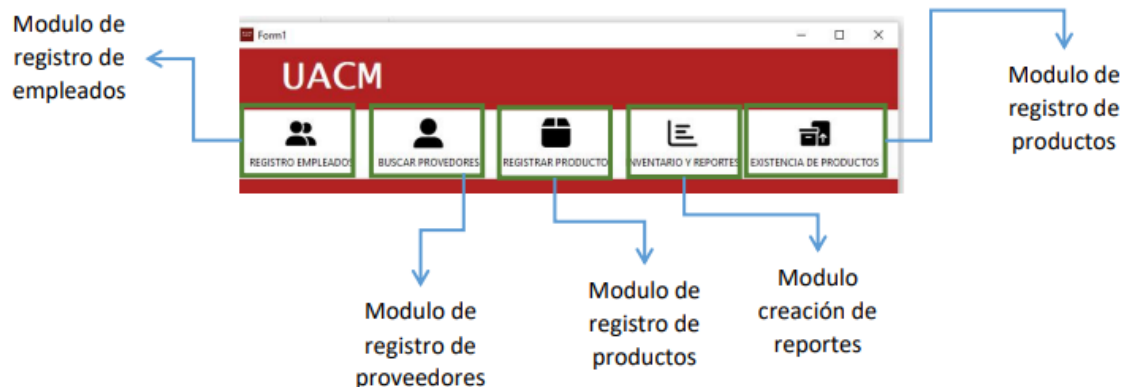 Modulo de
registro de
empleados
Form1
UACM
REGISTRO EMPLEADOS
BUSCAR PROVEDORES
REGISTRAR PRODUCTO
INVENTARIO Y REPORTES
EXISTENCIA DE PRODUCTOS
Modulo de
registro de
productos
Modulo de
registro de
proveedores
Modulo de
registro de
productos
Modulo
creación de
reportes